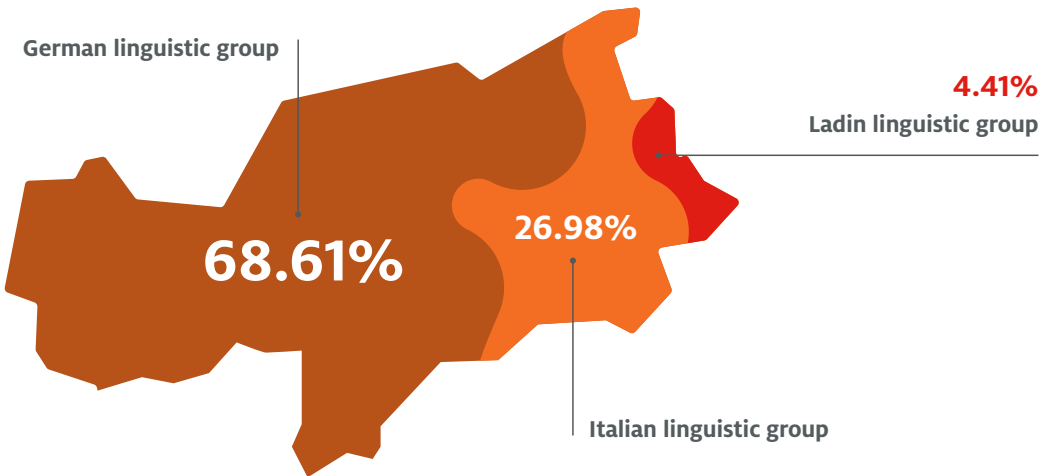 German linguistic group
4.41%
Ladin linguistic group
26.98%
68.61%
Italian linguistic group